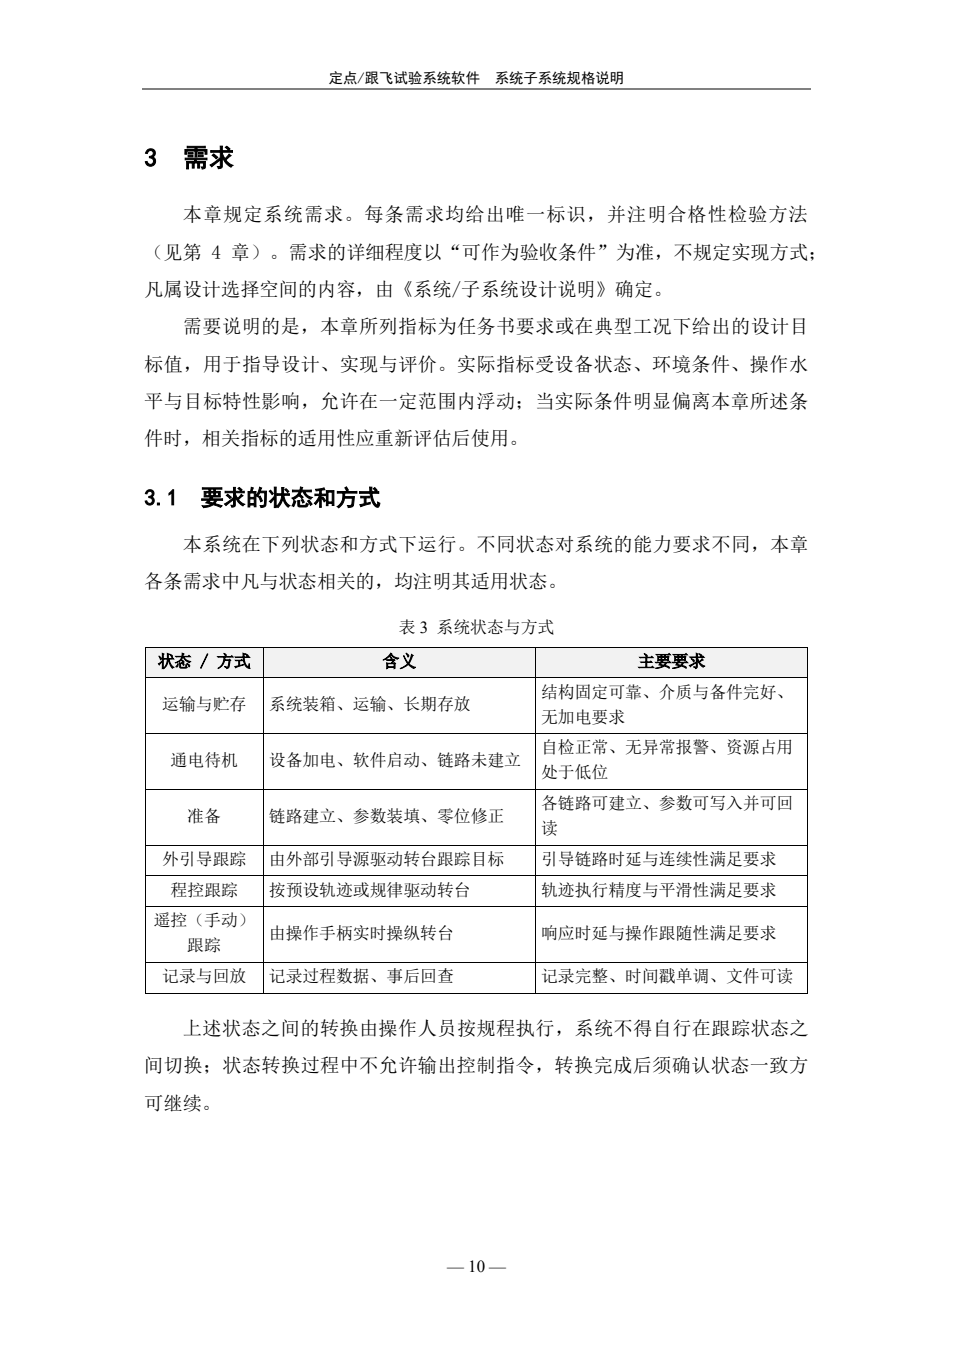 定点/跟飞试验系统软件　系统子系统规格说明
3　需求
本章规定系统需求。每条需求均给出唯一标识，并注明合格性检验方法
（见第 4 章）。需求的详细程度以“可作为验收条件”为准，不规定实现方式；
凡属设计选择空间的内容，由《系统/子系统设计说明》确定。
需要说明的是，本章所列指标为任务书要求或在典型工况下给出的设计目
标值，用于指导设计、实现与评价。实际指标受设备状态、环境条件、操作水
平与目标特性影响，允许在一定范围内浮动；当实际条件明显偏离本章所述条
件时，相关指标的适用性应重新评估后使用。
3.1　要求的状态和方式
本系统在下列状态和方式下运行。不同状态对系统的能力要求不同，本章
各条需求中凡与状态相关的，均注明其适用状态。
表 3 系统状态与方式
状态 / 方式　含义　主要要求
运输与贮存　系统装箱、运输、长期存放　结构固定可靠、介质与备件完好、
无加电要求
通电待机　设备加电、软件启动、链路未建立　自检正常、无异常报警、资源占用
处于低位
准备　链路建立、参数装填、零位修正　各链路可建立、参数可写入并可回
读
外引导跟踪　由外部引导源驱动转台跟踪目标　引导链路时延与连续性满足要求
程控跟踪　按预设轨迹或规律驱动转台　轨迹执行精度与平滑性满足要求
遥控（手动）
跟踪　由操作手柄实时操纵转台　响应时延与操作跟随性满足要求
记录与回放　记录过程数据、事后回查　记录完整、时间戳单调、文件可读
上述状态之间的转换由操作人员按规程执行，系统不得自行在跟踪状态之
间切换；状态转换过程中不允许输出控制指令，转换完成后须确认状态一致方
可继续。
— 10 —